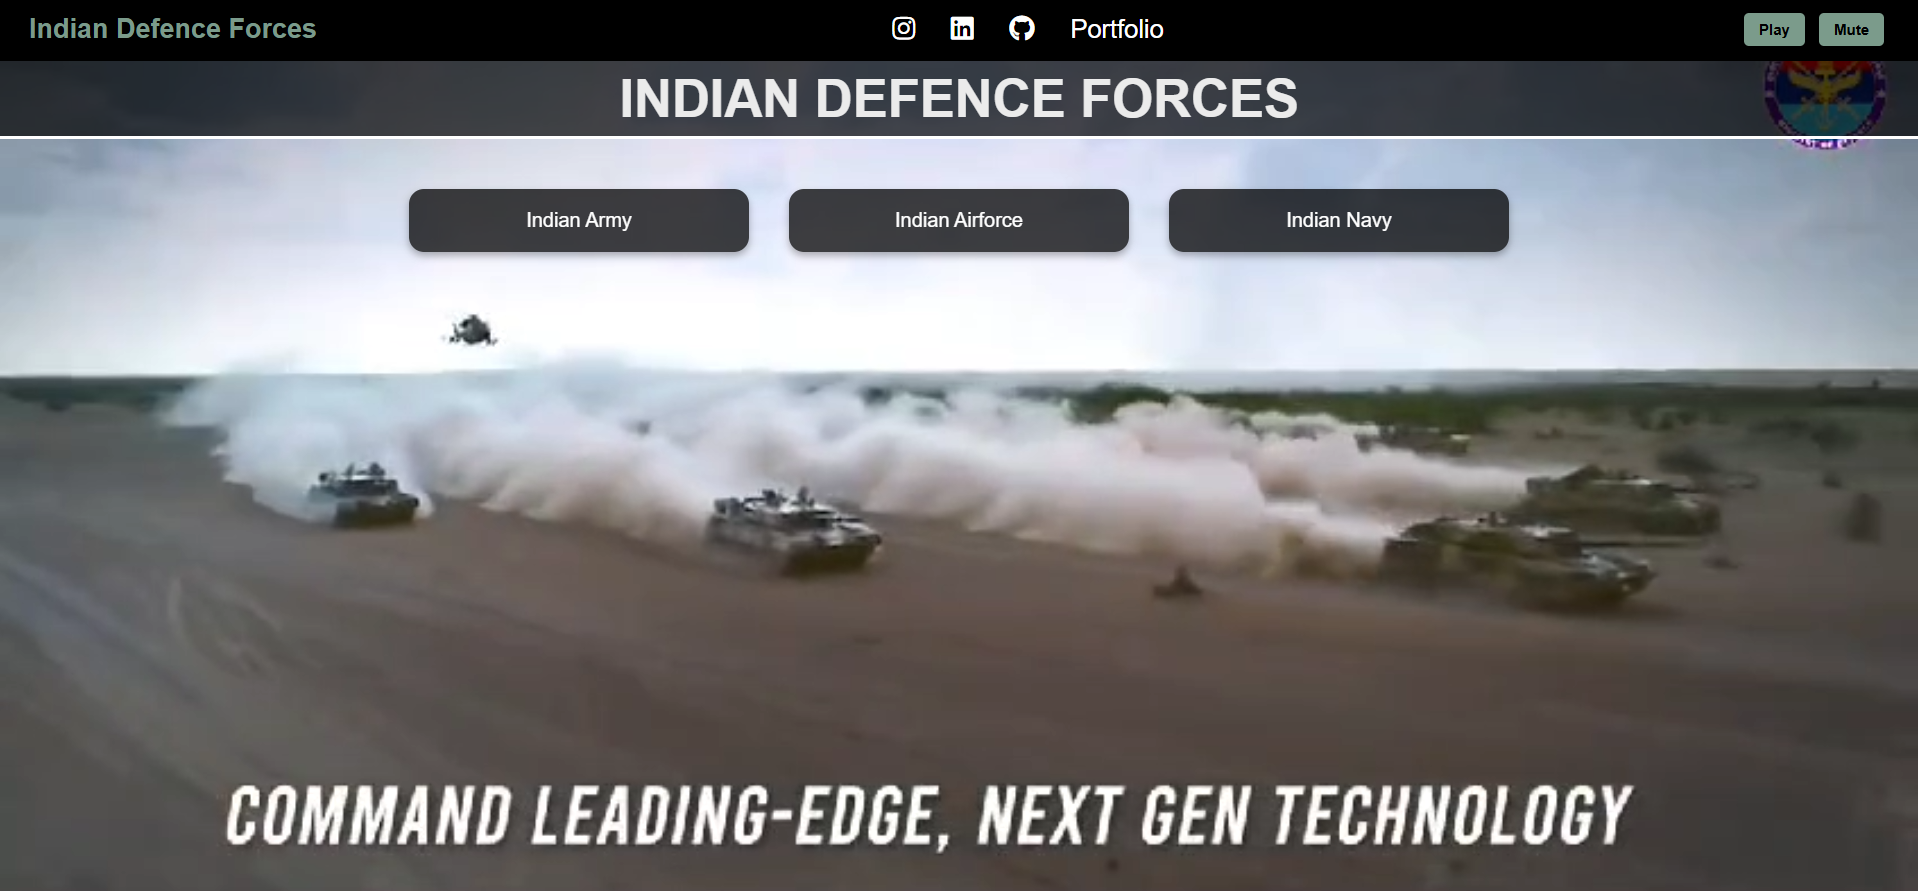 Indian Defence Forces
Portfolio
Play
Mute
INDIAN DEFENCE FORCES
Indian Army
Indian Airforce
Indian Navy
COMMAND LEADING-EDGE, NEXT GEN TECHNOLOGY